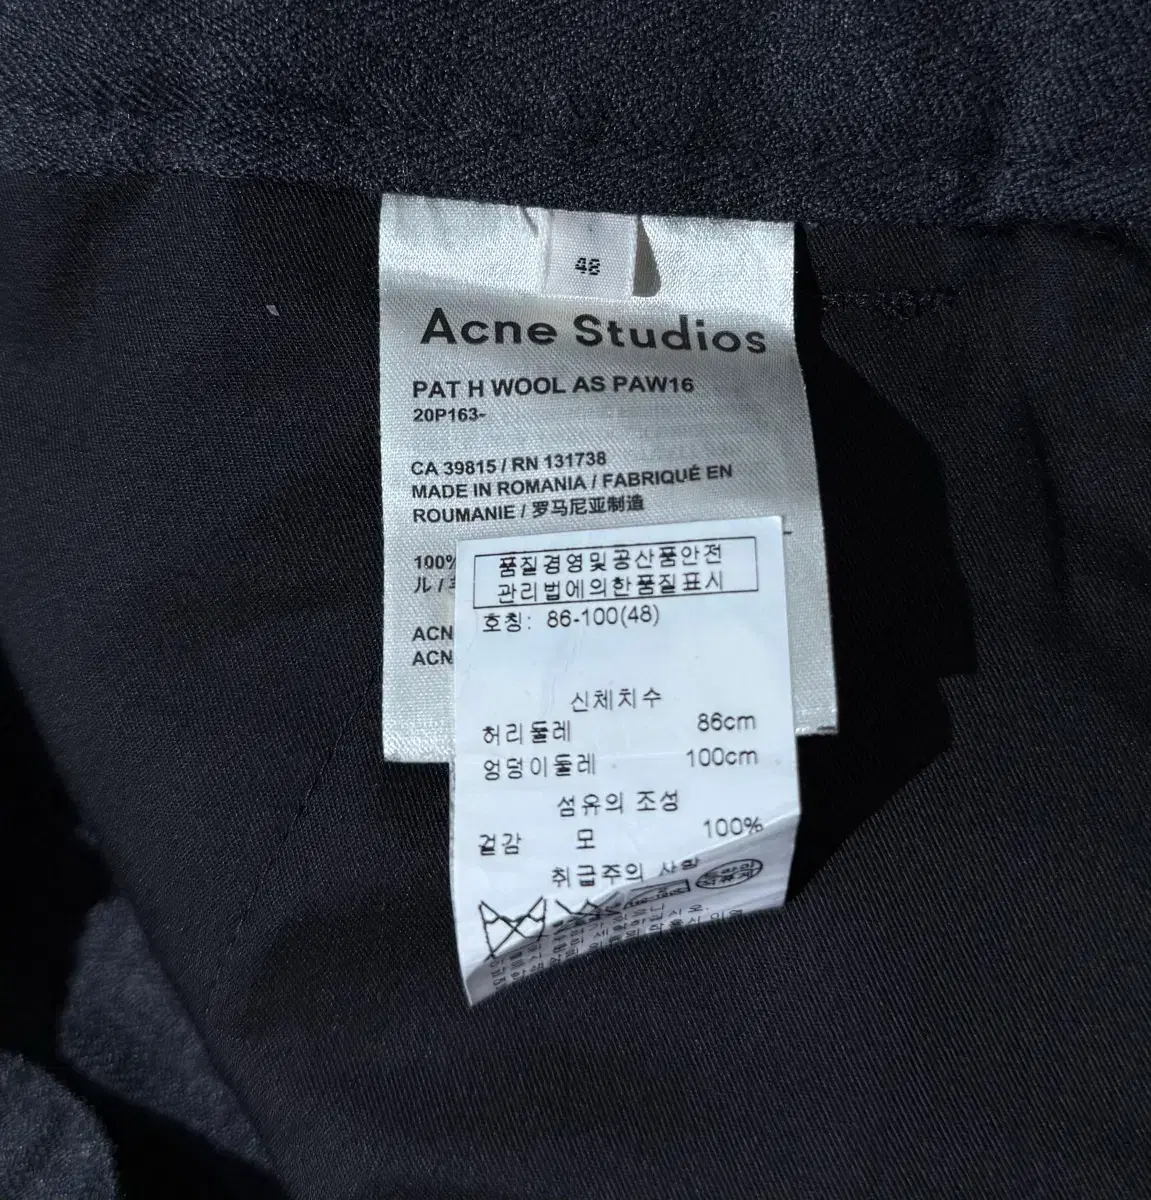 48
Acne Studios
PAT H WOOL AS PAW16
20P163-
CA 39815 / RN 131738
MADE IN ROMANIA / FABRIQUÉ EN
ROUMANIE / 罗马尼亚制造
100%
ル /
ACN
ACN
품질경영및공산품안전
관리법에의한품질표시
호칭: 86-100(48)
신체치수
허리둘레 86cm
엉덩이둘레 100cm
섬유의 조성
겉감 모 100%
취급주의 사항